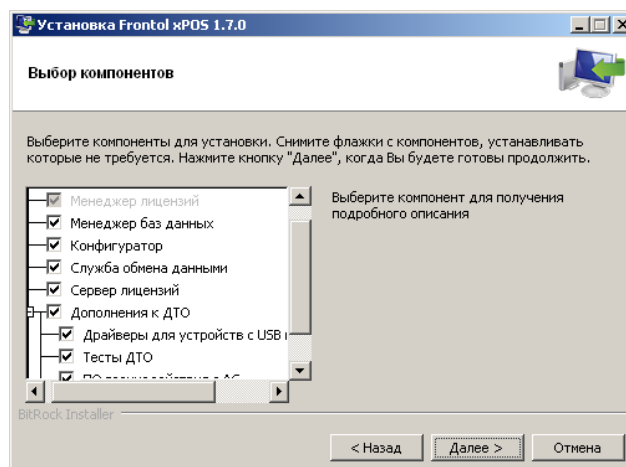 Установка Frontol xPOS 1.7.0
Выбор компонентов
Выберите компоненты для установки. Снимите флажки с компонентов, устанавливать
которые не требуется. Нажмите кнопку "Далее", когда Вы будете готовы продолжить.
Менеджер лицензий
Менеджер баз данных
Конфигуратор
Служба обмена данными
Сервер лицензий
Дополнения к ДТО
Драйверы для устройств с USB
Тесты ДТО
Выберите компонент для получения
подробного описания
BitRock Installer
< Назад
Далее >
Отмена